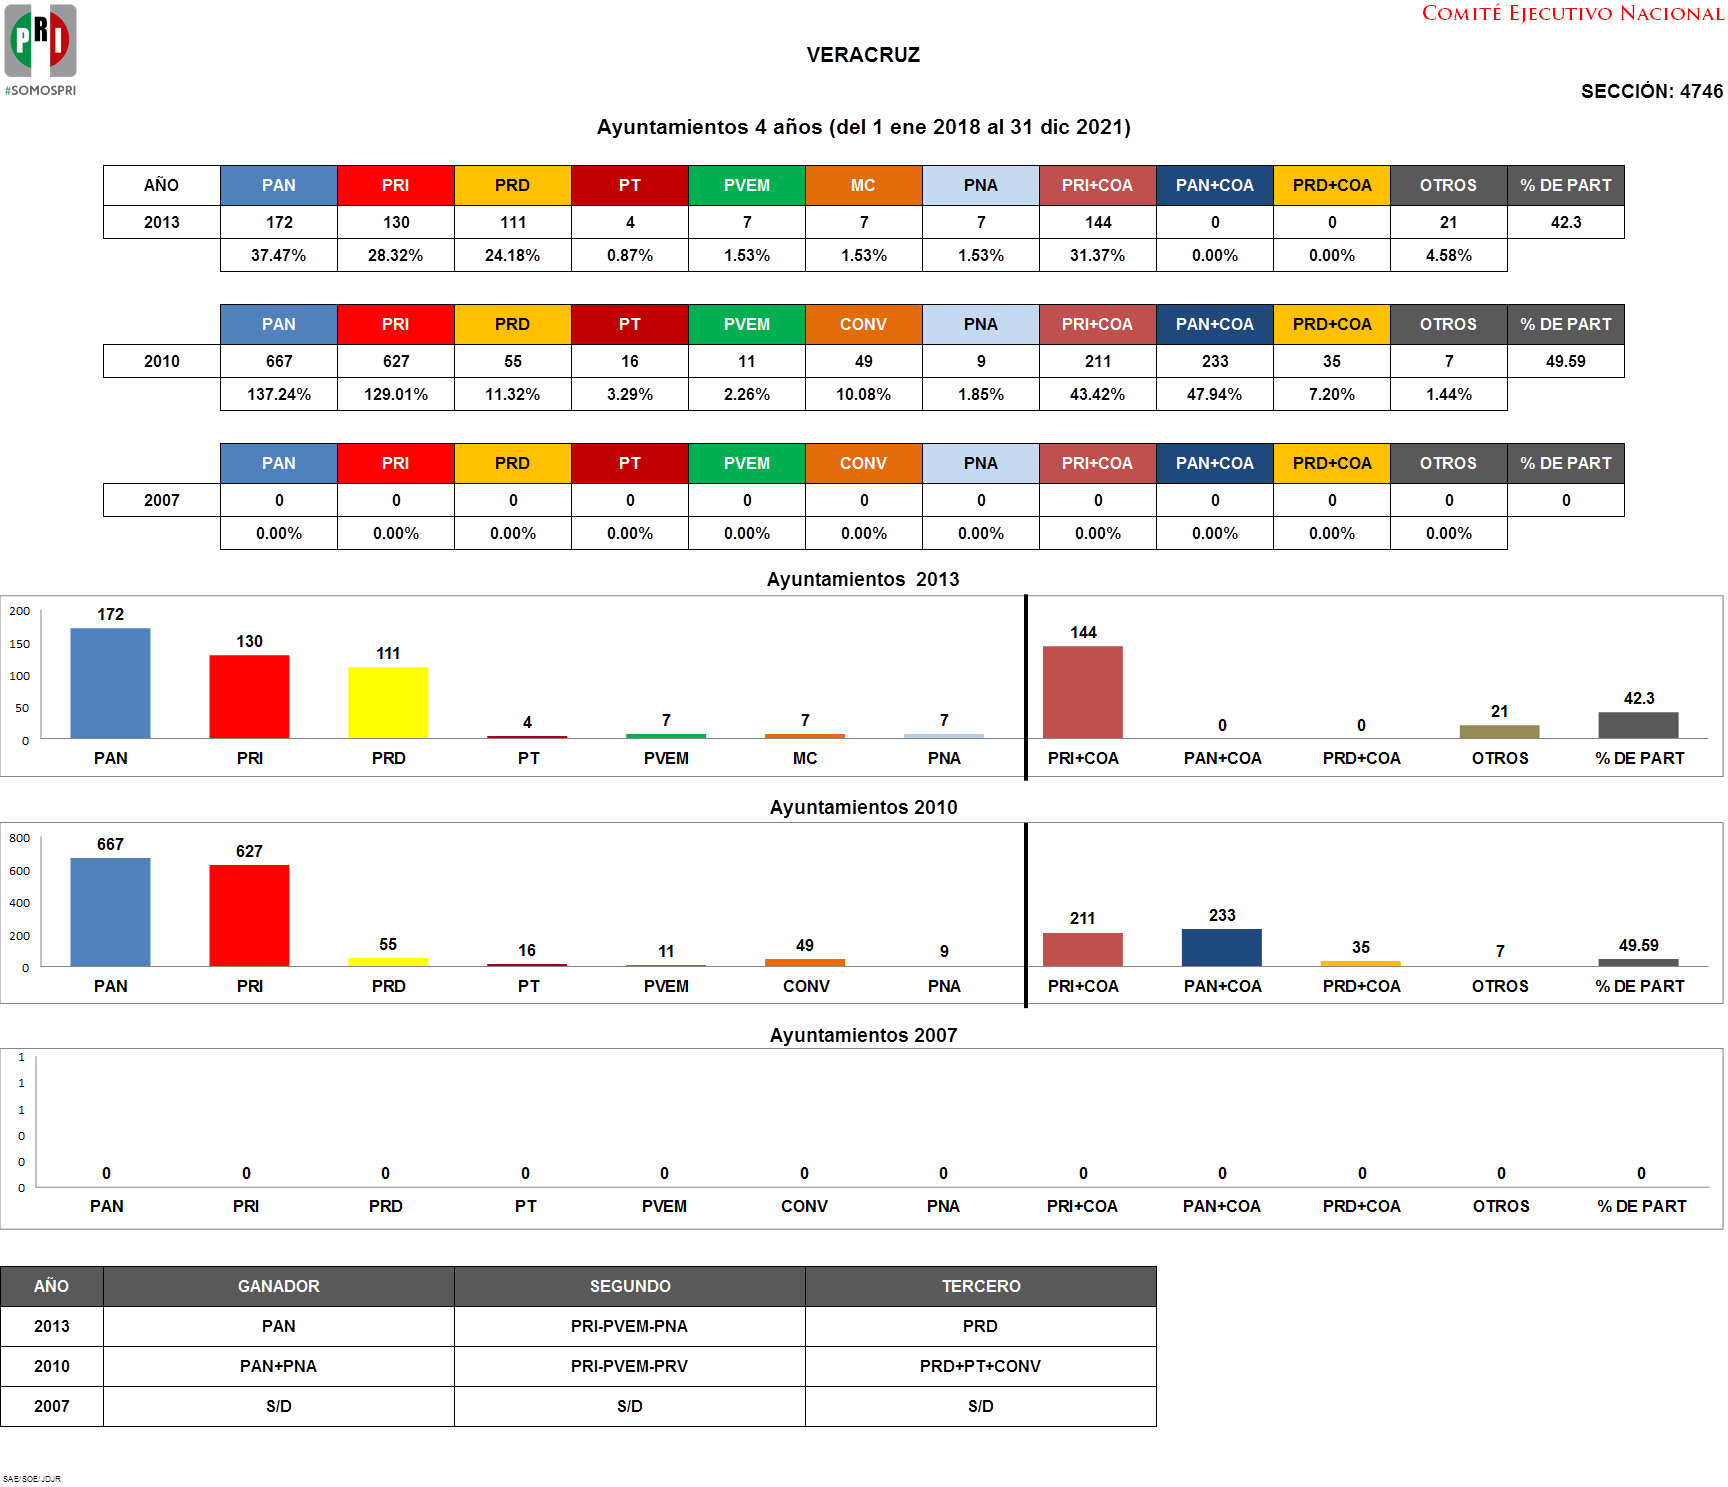 PRI
#SOMOSPRI
COMITÉ EJECUTIVO NACIONAL
VERACRUZ
SECCIÓN: 4746
Ayuntamientos 4 años (del 1 ene 2018 al 31 dic 2021)
AÑO PAN PRI PRD PT PVEM MC PNA PRI+COA PAN+COA PRD+COA OTROS % DE PART
2013 172 130 111 4 7 7 7 144 0 0 21 42.3
37.47% 28.32% 24.18% 0.87% 1.53% 1.53% 1.53% 31.37% 0.00% 0.00% 4.58%
PAN PRI PRD PT PVEM CONV PNA PRI+COA PAN+COA PRD+COA OTROS % DE PART
2010 667 627 55 16 11 49 9 211 233 35 7 49.59
137.24% 129.01% 11.32% 3.29% 2.26% 10.08% 1.85% 43.42% 47.94% 7.20% 1.44%
PAN PRI PRD PT PVEM CONV PNA PRI+COA PAN+COA PRD+COA OTROS % DE PART
2007 0 0 0 0 0 0 0 0 0 0 0 0
0.00% 0.00% 0.00% 0.00% 0.00% 0.00% 0.00% 0.00% 0.00% 0.00% 0.00%
Ayuntamientos 2013
200
150
100
50
0
172 130 111 4 7 7 7 144 0 0 21 42.3
PAN PRI PRD PT PVEM MC PNA PRI+COA PAN+COA PRD+COA OTROS % DE PART
Ayuntamientos 2010
800
600
400
200
0
667 627 55 16 11 49 9 211 233 35 7 49.59
PAN PRI PRD PT PVEM CONV PNA PRI+COA PAN+COA PRD+COA OTROS % DE PART
Ayuntamientos 2007
1
1
1
0
0
0
0 0 0 0 0 0 0 0 0 0 0 0
PAN PRI PRD PT PVEM CONV PNA PRI+COA PAN+COA PRD+COA OTROS % DE PART
AÑO GANADOR SEGUNDO TERCERO
2013 PAN PRI-PVEM-PNA PRD
2010 PAN+PNA PRI-PVEM-PRV PRD+PT+CONV
2007 S/D S/D S/D
SAE/SOE/JDJR